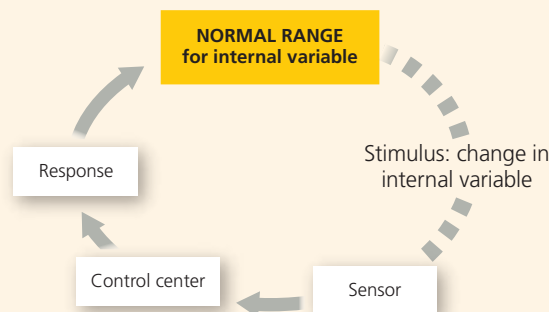 NORMAL RANGE
for internal variable
Stimulus: change in
internal variable
Response
Control center
Sensor